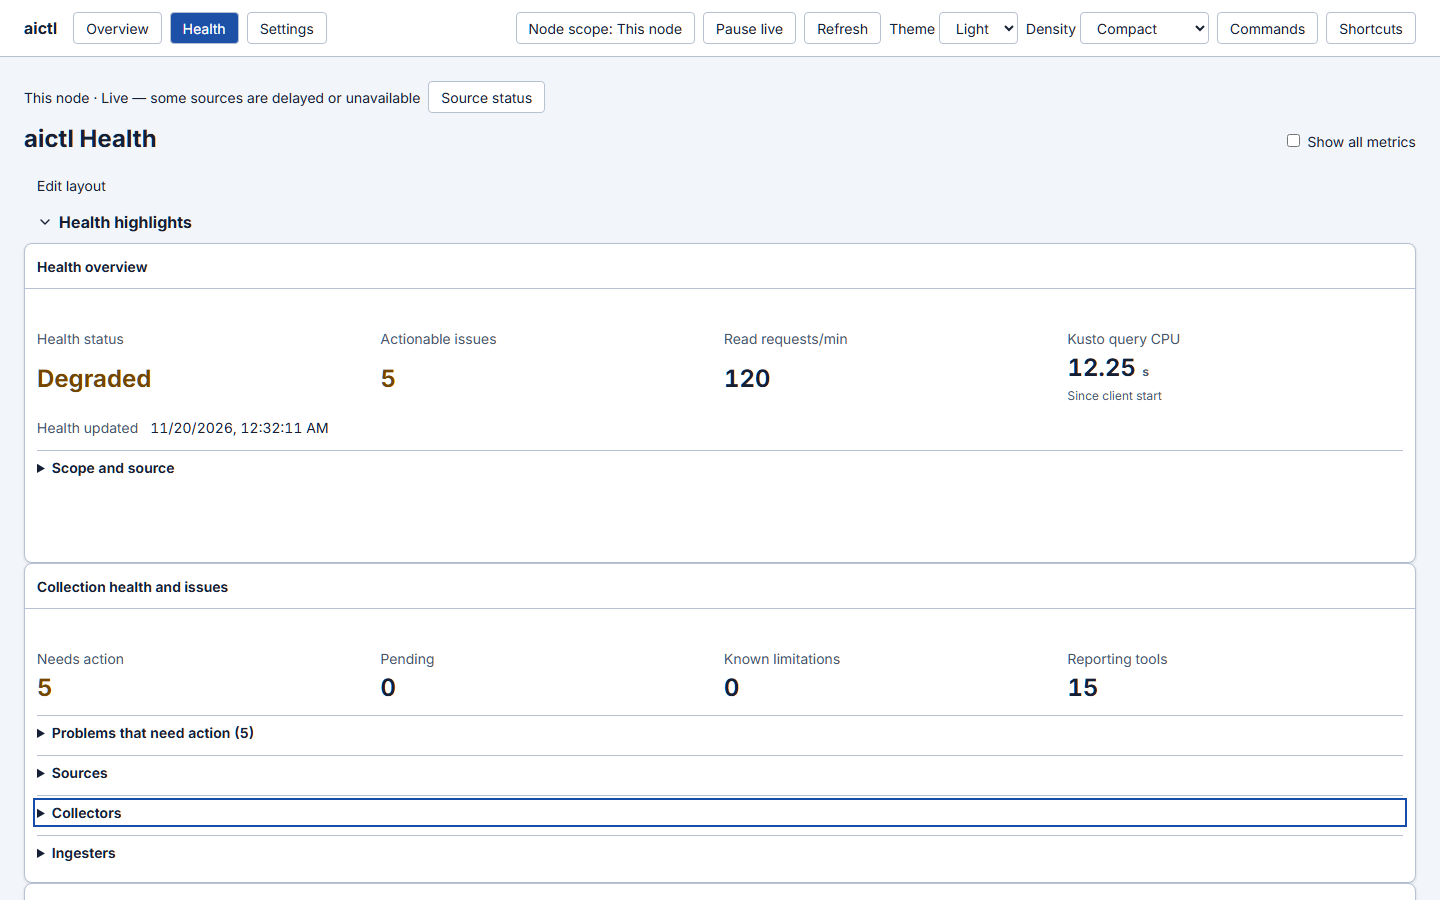 aictl Overview Health Settings Node scope: This node Pause live Refresh Theme Light Density Compact Commands Shortcuts
This node · Live — some sources are delayed or unavailable Source status
aictl Health Show all metrics
Edit layout
Health highlights
Health overview
Health status Actionable issues Read requests/min Kusto query CPU
Degraded 5 120 12.25 s
Since client start
Health updated 11/20/2026, 12:32:11 AM
Scope and source
Collection health and issues
Needs action Pending Known limitations Reporting tools
5 0 0 15
Problems that need action (5)
Sources
Collectors
Ingesters